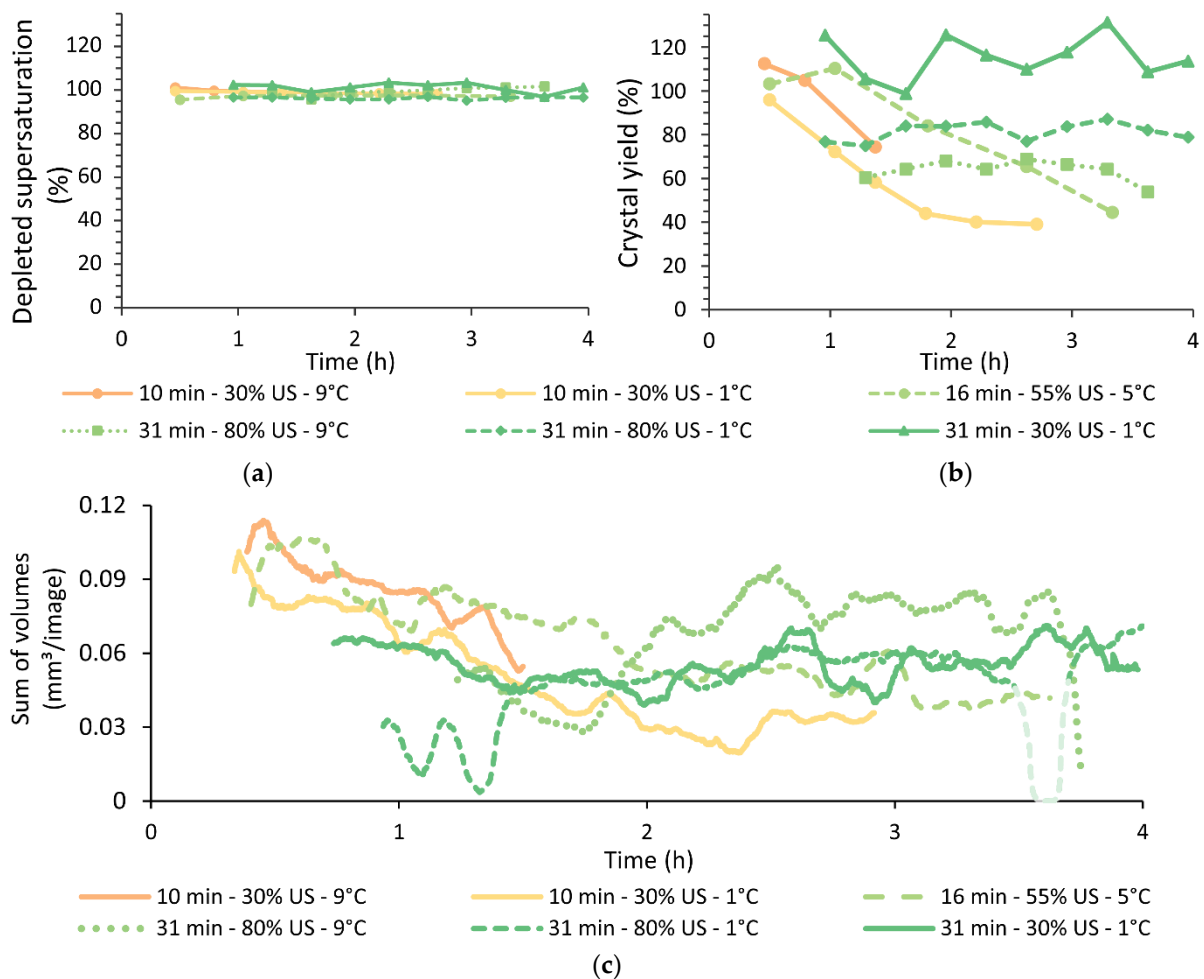 Depleted supersaturation
(%)
120
100
80
60
40
20
0
0 1 2 3 4
Time (h)
Crystal yield (%)
120
100
80
60
40
20
0
0 1 2 3 4
Time (h)
10 min - 30% US - 9°C 10 min - 30% US - 1°C 16 min - 55% US - 5°C
31 min - 80% US - 9°C 31 min - 80% US - 1°C 31 min - 30% US - 1°C
(a) (b)
Sum of volumes
(mm³/image)
0.12
0.09
0.06
0.03
0
0 1 2 3 4
Time (h)
10 min - 30% US - 9°C 10 min - 30% US - 1°C 16 min - 55% US - 5°C
31 min - 80% US - 9°C 31 min - 80% US - 1°C 31 min - 30% US - 1°C
(c)